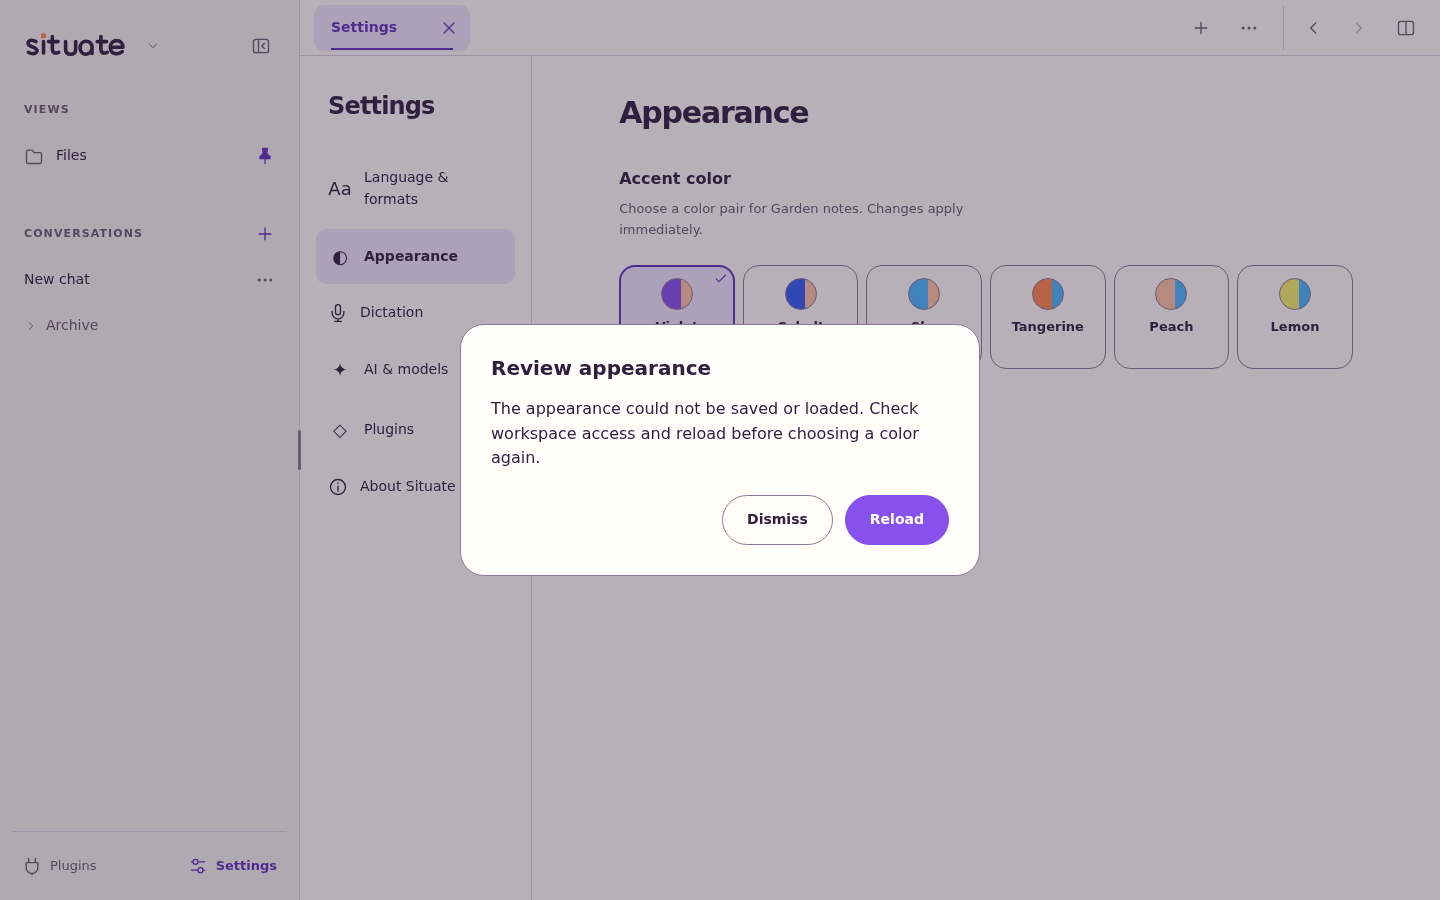 situate
VIEWS
Files
CONVERSATIONS
New chat
Archive
Plugins
Settings
Settings
Settings
Aa
Language &
formats
Appearance
Dictation
AI & models
Plugins
About Situate
Appearance
Accent color
Choose a color pair for Garden notes. Changes apply
immediately.
Tangerine
Peach
Lemon
Review appearance
The appearance could not be saved or loaded. Check
workspace access and reload before choosing a color
again.
Dismiss
Reload